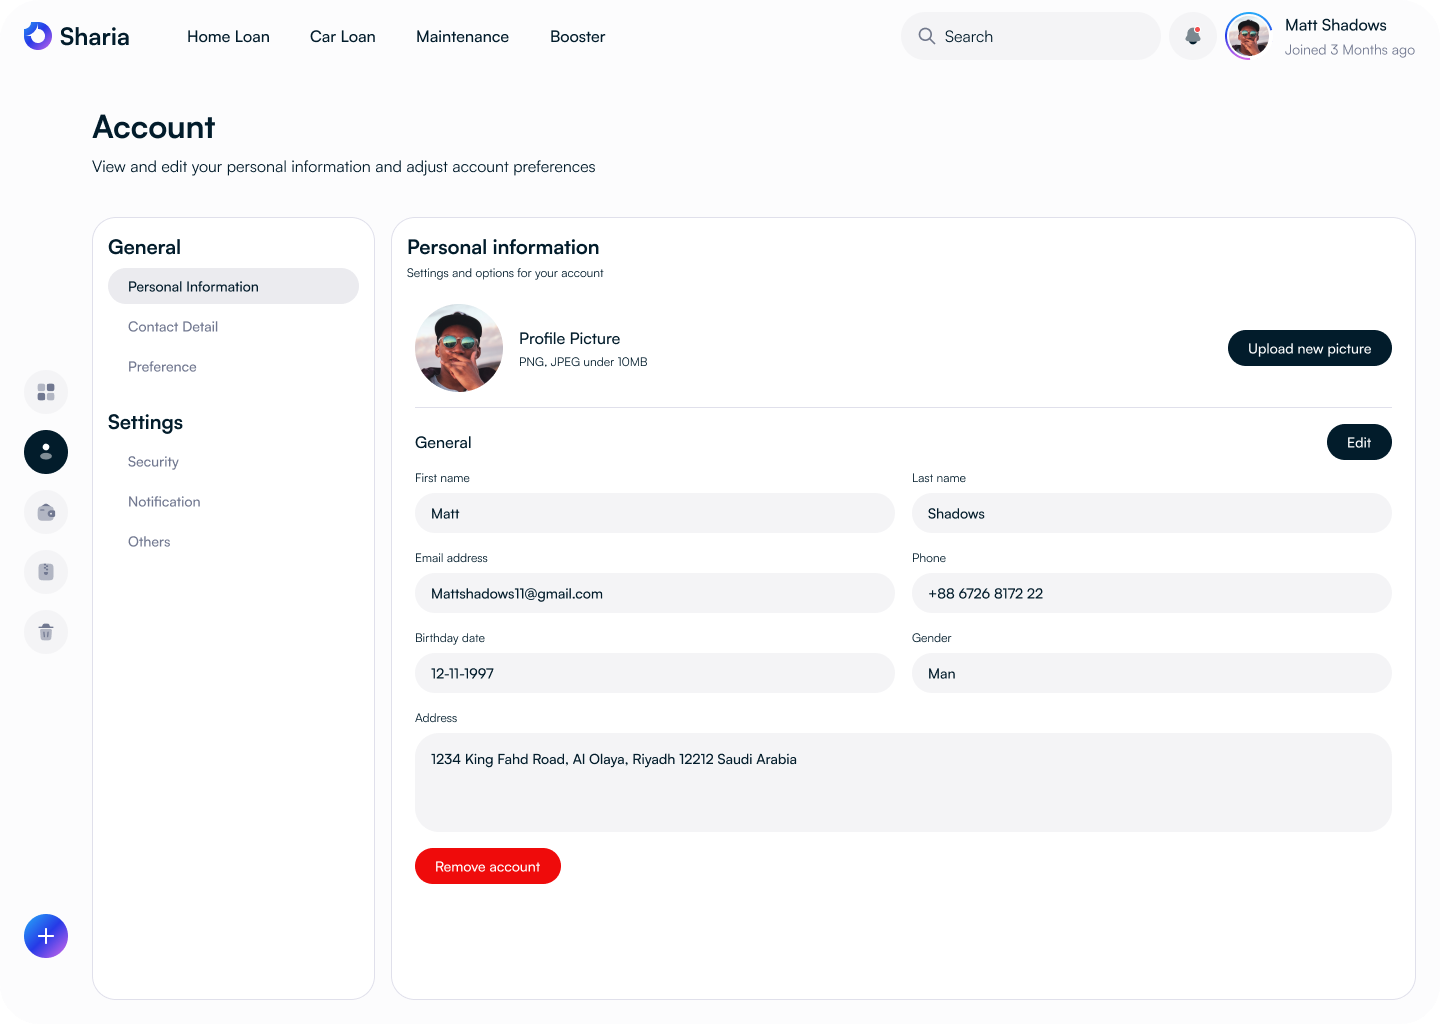 Sharia
Home Loan
Car Loan
Maintenance
Booster
Search
Matt Shadows
Joined 3 Months ago
Account
View and edit your personal information and adjust account preferences
General
Personal Information
Contact Detail
Preference
Settings
Security
Notification
Others
Personal information
Settings and options for your account
Profile Picture
PNG, JPEG under 10MB
Upload new picture
General
Edit
First name
Last name
Matt
Shadows
Email address
Phone
Mattshadows11@gmail.com
+88 6726 8172 22
Birthday date
Gender
12-11-1997
Man
Address
1234 King Fahd Road, Al Olaya, Riyadh 12212 Saudi Arabia
Remove account